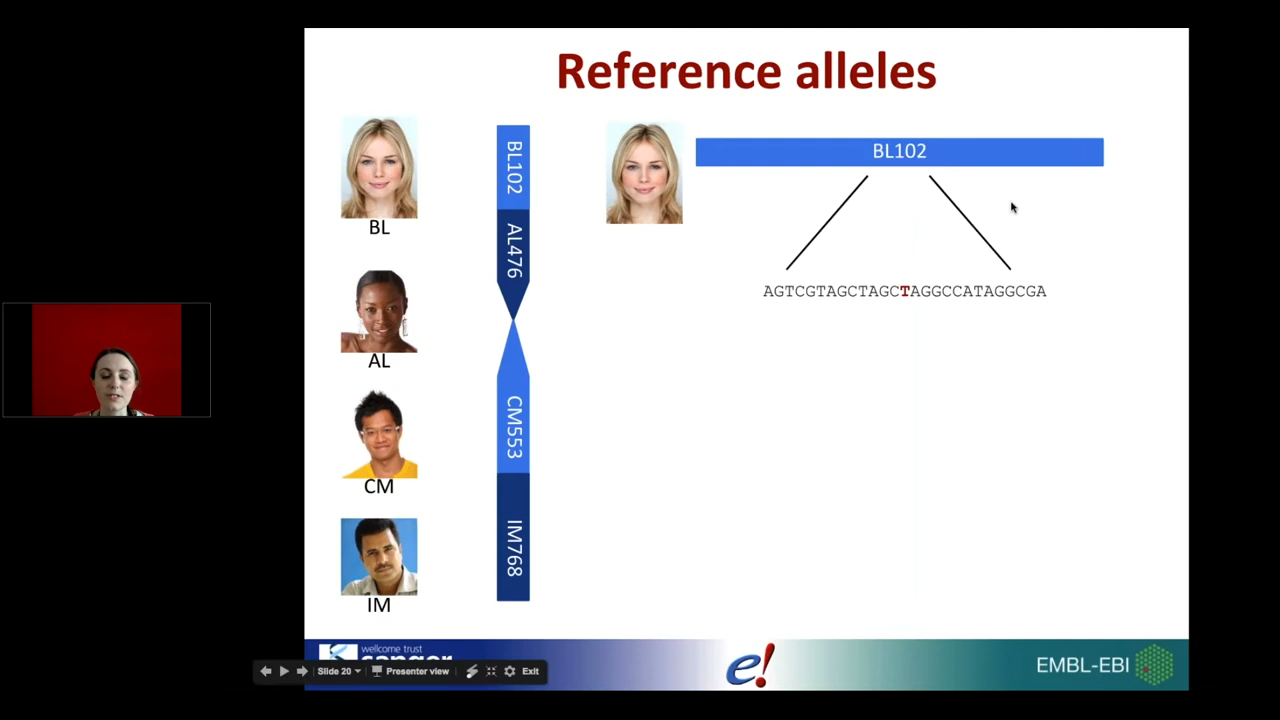 Reference alleles
BL
AL
CM
IM
BL102
AL476
CM553
IM768
BL102
AGTCGTAGCTAGCTAGGCCATAGGCGA
wellcome trust
sanger
e!
EMBL-EBI
Slide 20
Presenter view
Exit